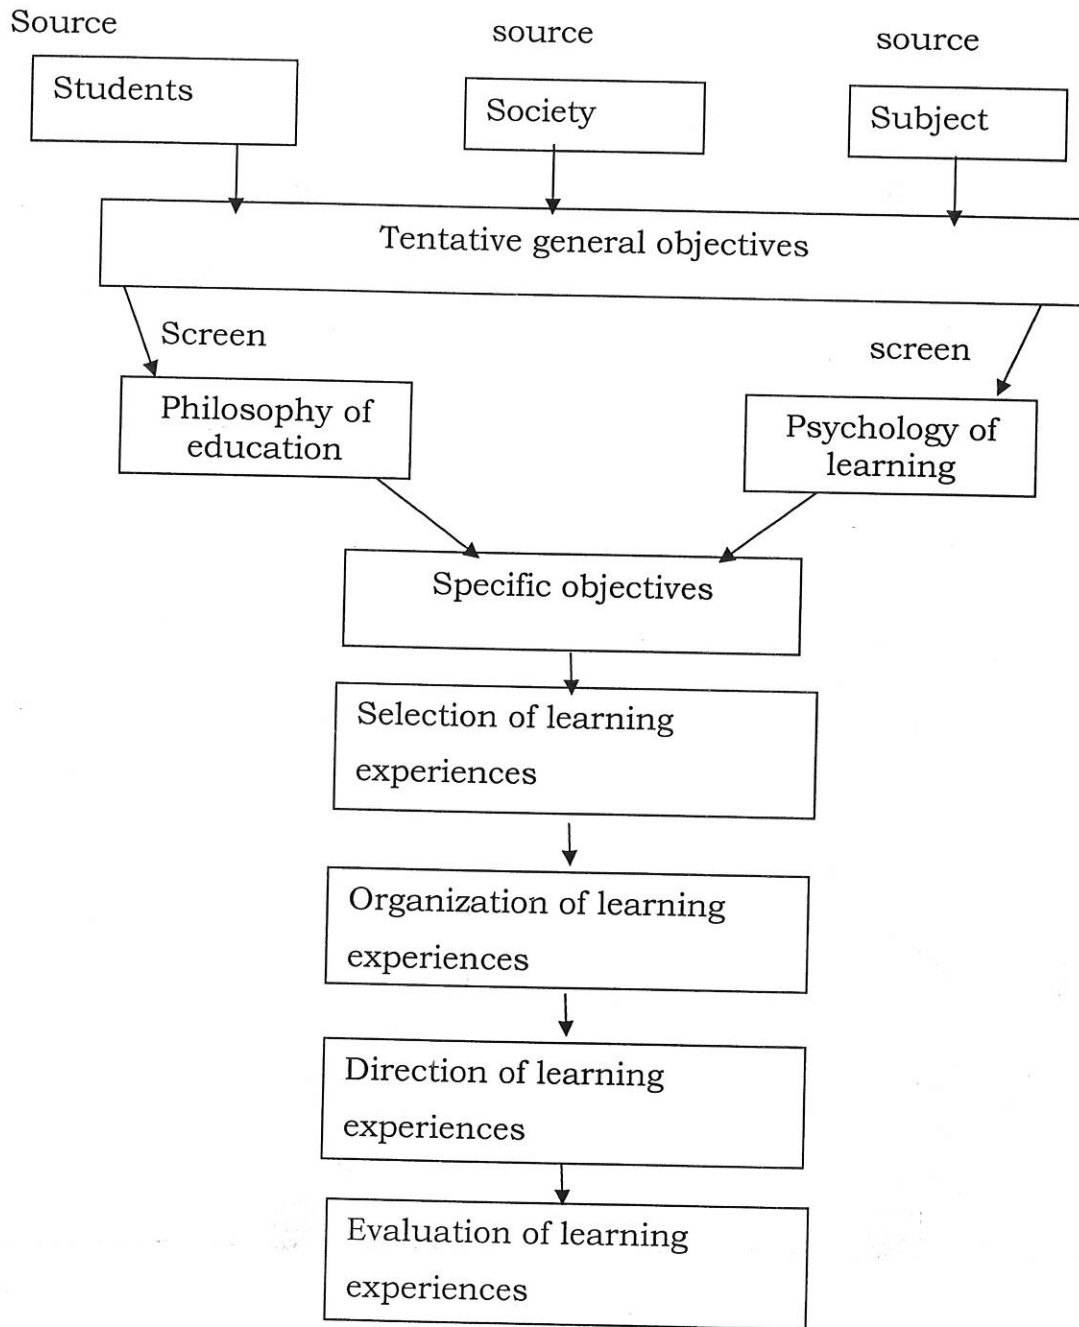 Source
source
source
Students
Society
Subject
Tentative general objectives
Screen
screen
Philosophy of
education
Psychology of
learning
Specific objectives
Selection of learning
experiences
Organization of learning
experiences
Direction of learning
experiences
Evaluation of learning
experiences